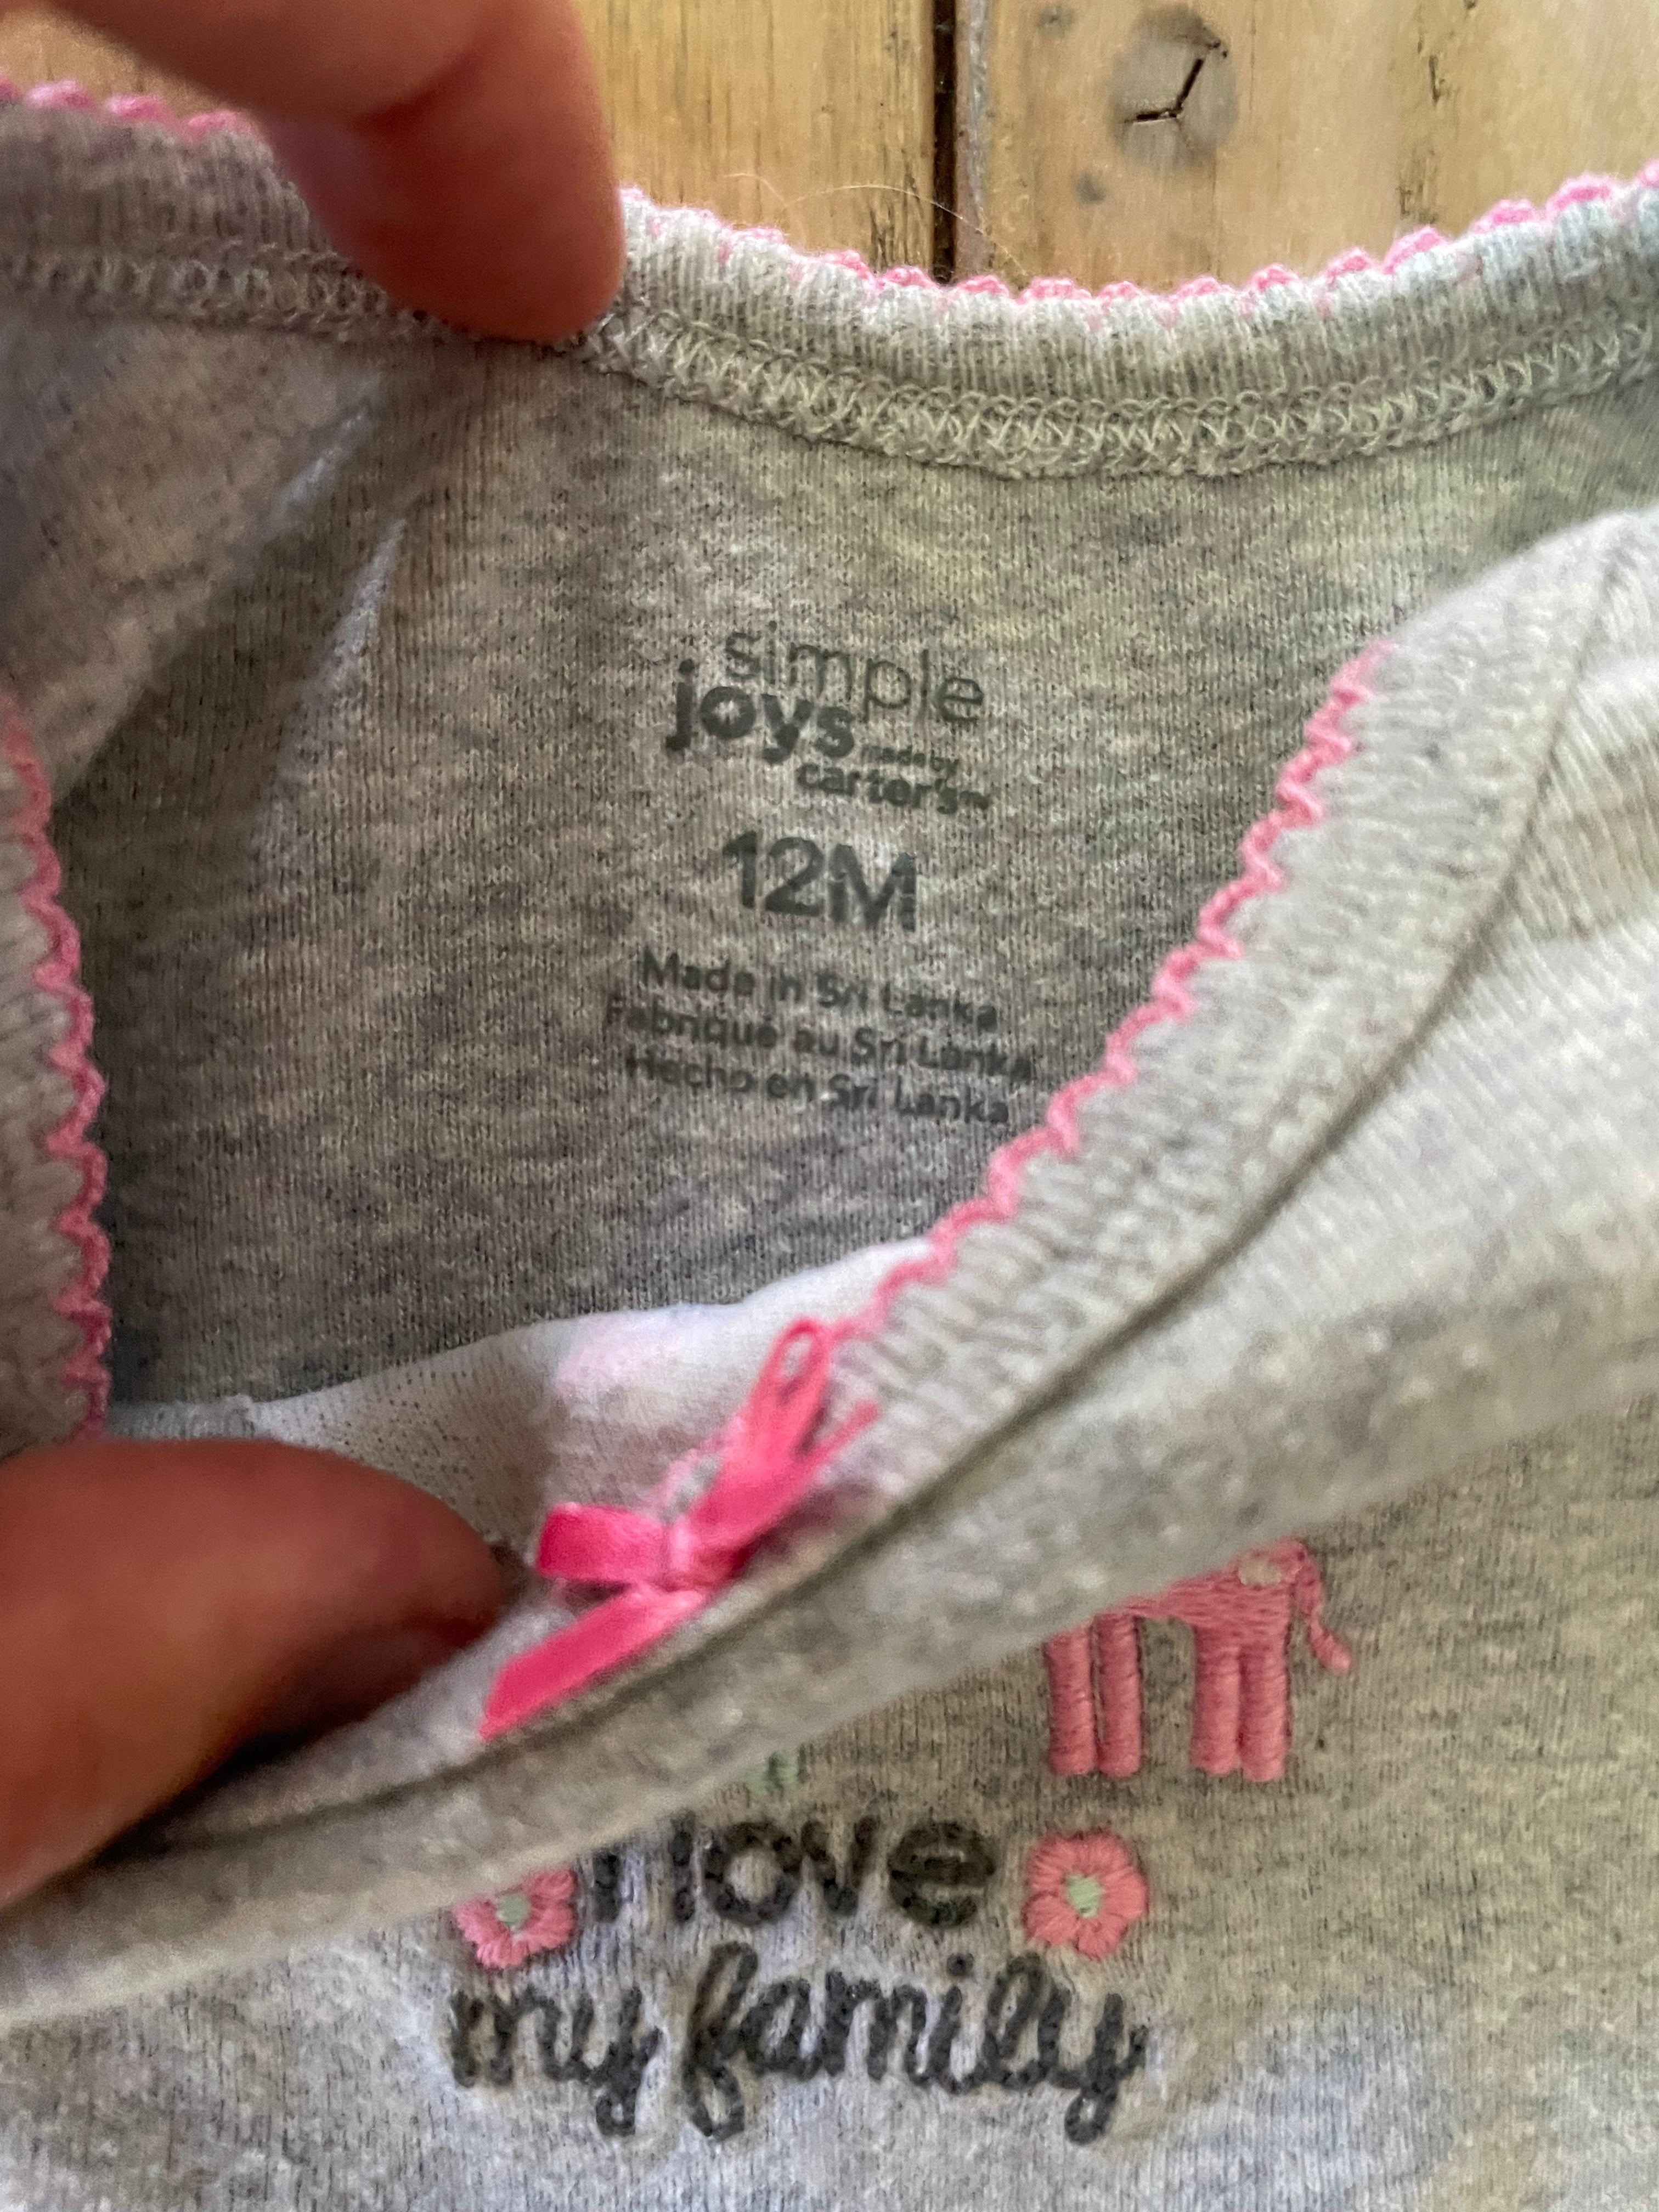 simple
joys made by
carter's™
12M
Made in Sri Lanka
Fabriqué au Sri Lanka
Hecho en Sri Lanka
I love
my family